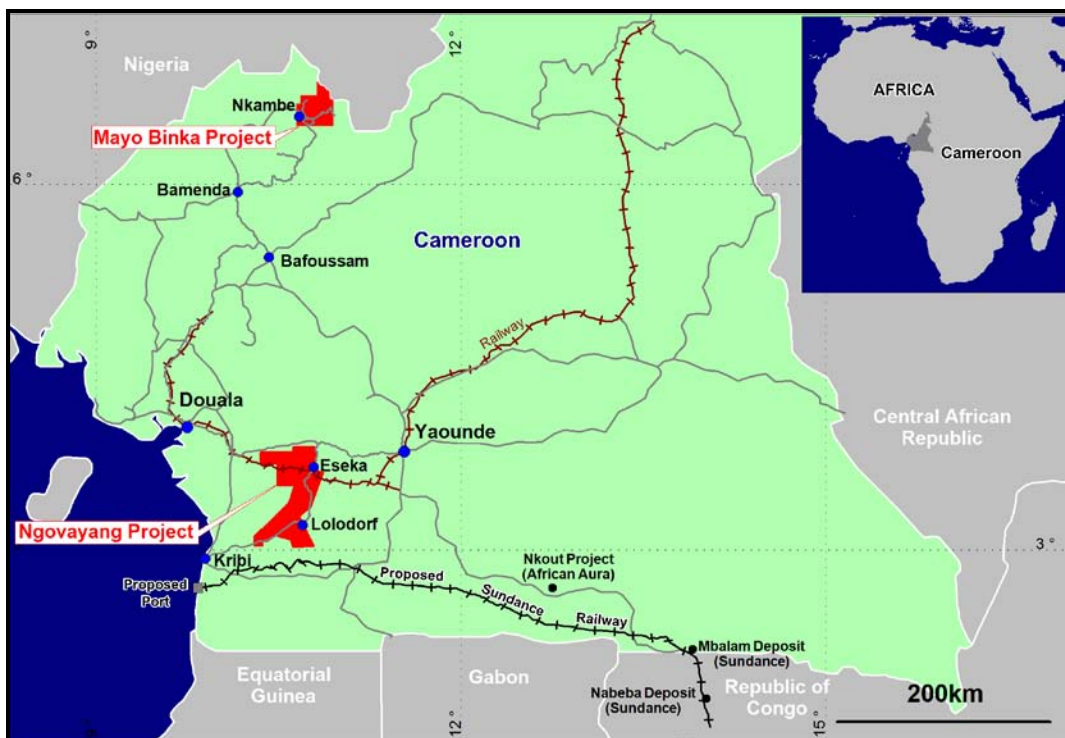 9°
12°
Nigeria
Nkambe
Mayo Binka Project
AFRICA
Cameroon
6°
Bamenda
Cameroon
Bafoussam
Railway
Douala
Yaounde
Central African
Republic
Eseka
Ngovayang Project
Lolodorf
Kribi
3°
Proposed
Port
Nkout Project
(African Aura)
Proposed
Sundance
Railway
Mbalam Deposit
(Sundance)
Equatorial
Guinea
Gabon
Nabeba Deposit
(Sundance)
Republic of
Congo
200km
12°
15°